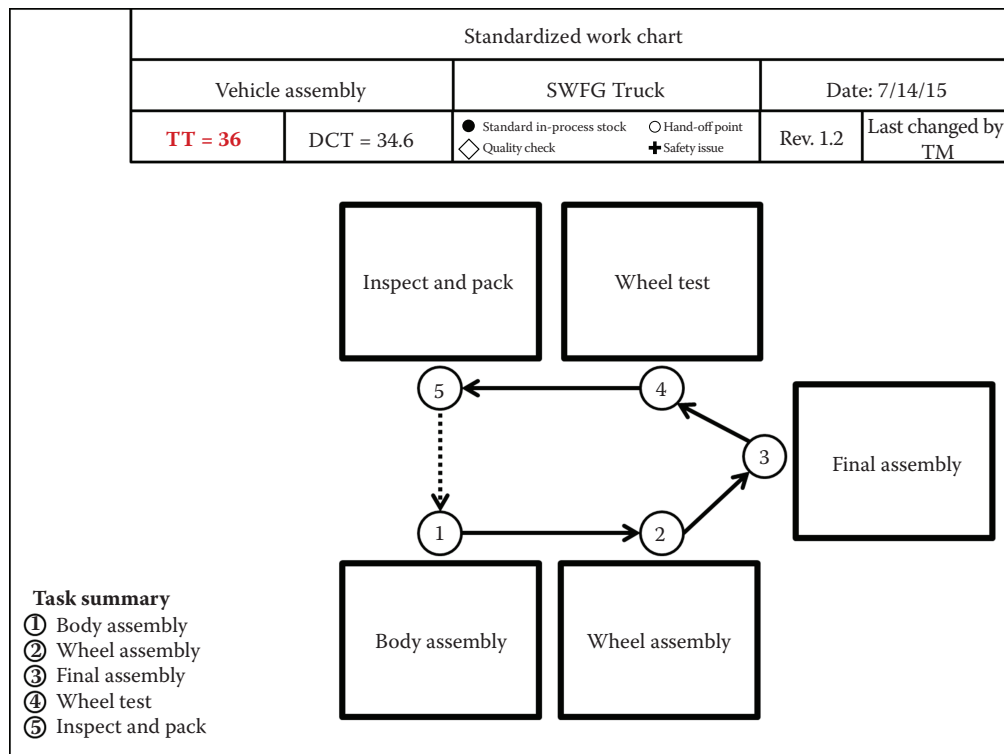 Standardized work chart
Vehicle assembly SWFG Truck Date: 7/14/15
TT = 36 DCT = 34.6 Standard in-process stock Hand-off point Rev. 1.2 Last changed by
Quality check Safety issue TM
Inspect and pack Wheel test
5 4
3 Final assembly
1 2
Body assembly Wheel assembly
Task summary
1 Body assembly
2 Wheel assembly
3 Final assembly
4 Wheel test
5 Inspect and pack